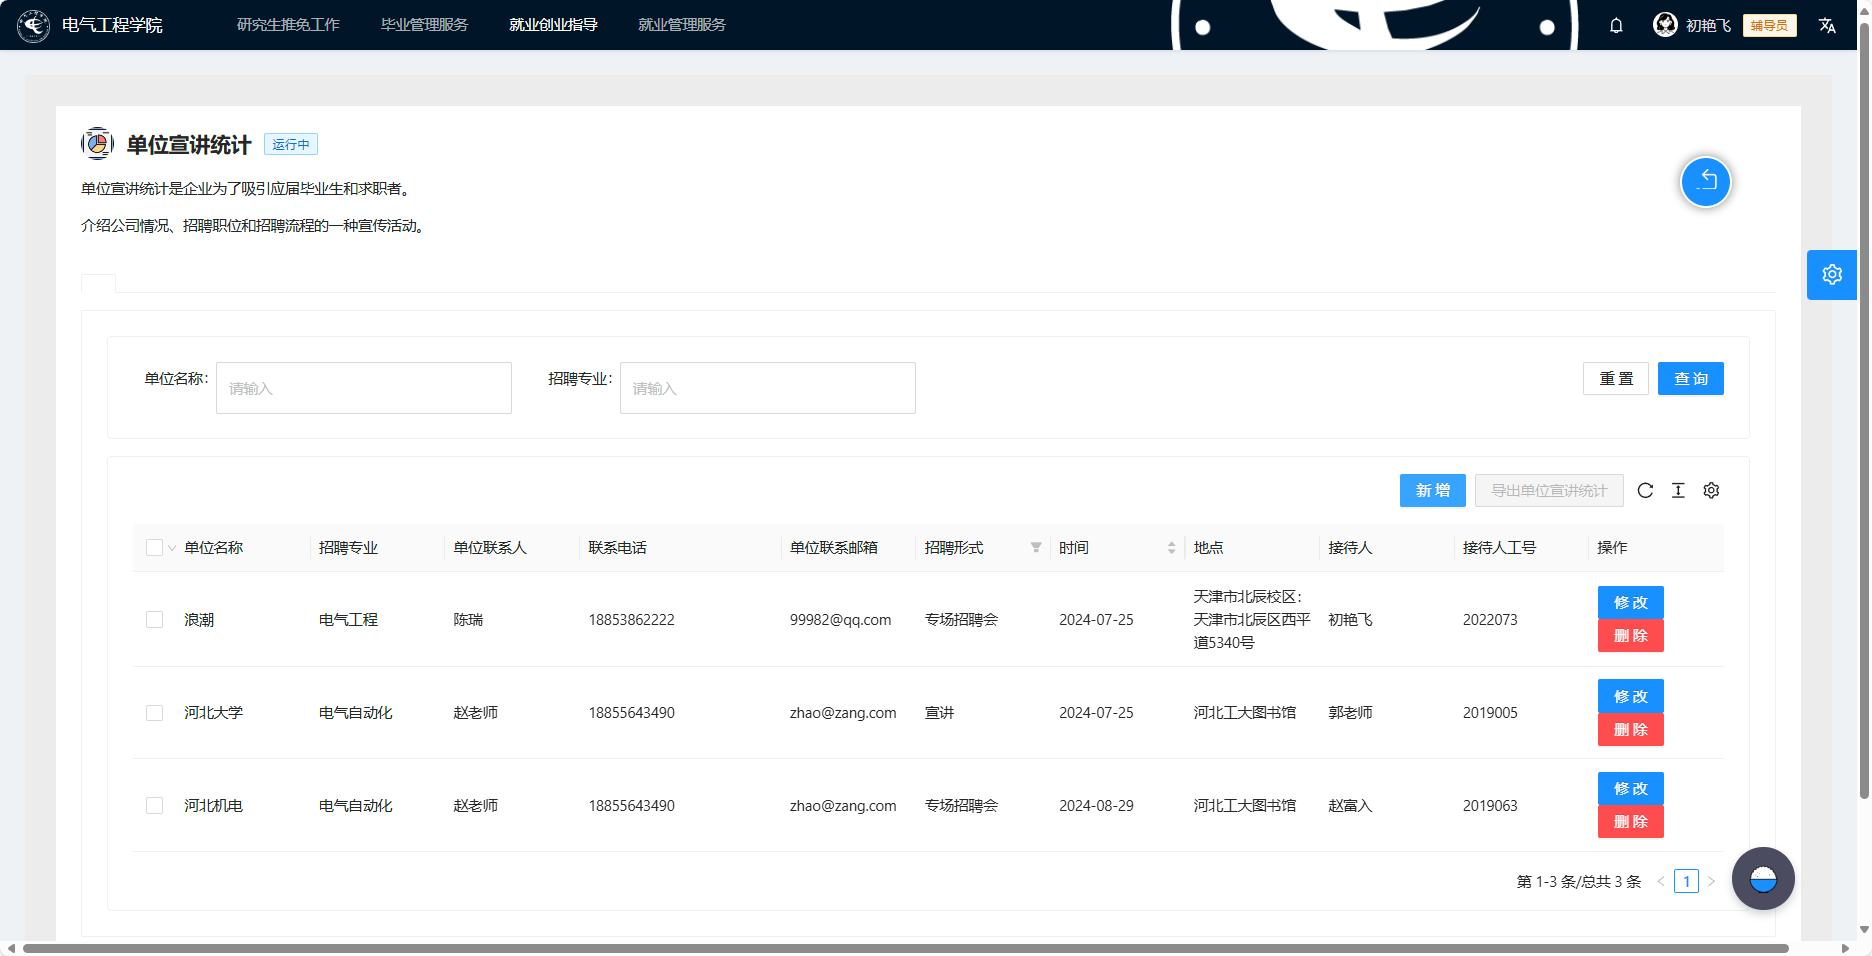 电气工程学院
研究生推免工作
毕业管理服务
就业创业指导
就业管理服务
初艳飞
辅导员
单位宣讲统计
运行中
单位宣讲统计是企业为了吸引应届毕业生和求职者。
介绍公司情况、招聘职位和招聘流程的一种宣传活动。
单位名称: 请输入
招聘专业: 请输入
重 置
查 询
新 增
导出单位宣讲统计
单位名称 招聘专业 单位联系人 联系电话 单位联系邮箱 招聘形式 时间 地点 接待人 接待人工号 操作
浪潮 电气工程 陈瑞 18853862222 99982@qq.com 专场招聘会 2024-07-25 天津市北辰校区:
天津市北辰区西平
道5340号
初艳飞 2022073
修 改
删 除
河北大学 电气自动化 赵老师 18855643490 zhao@zang.com 宣讲 2024-07-25 河北工大图书馆 郭老师 2019005
修 改
删 除
河北机电 电气自动化 赵老师 18855643490 zhao@zang.com 专场招聘会 2024-08-29 河北工大图书馆 赵富入 2019063
修 改
删 除
第 1-3 条/总共 3 条 < 1 >